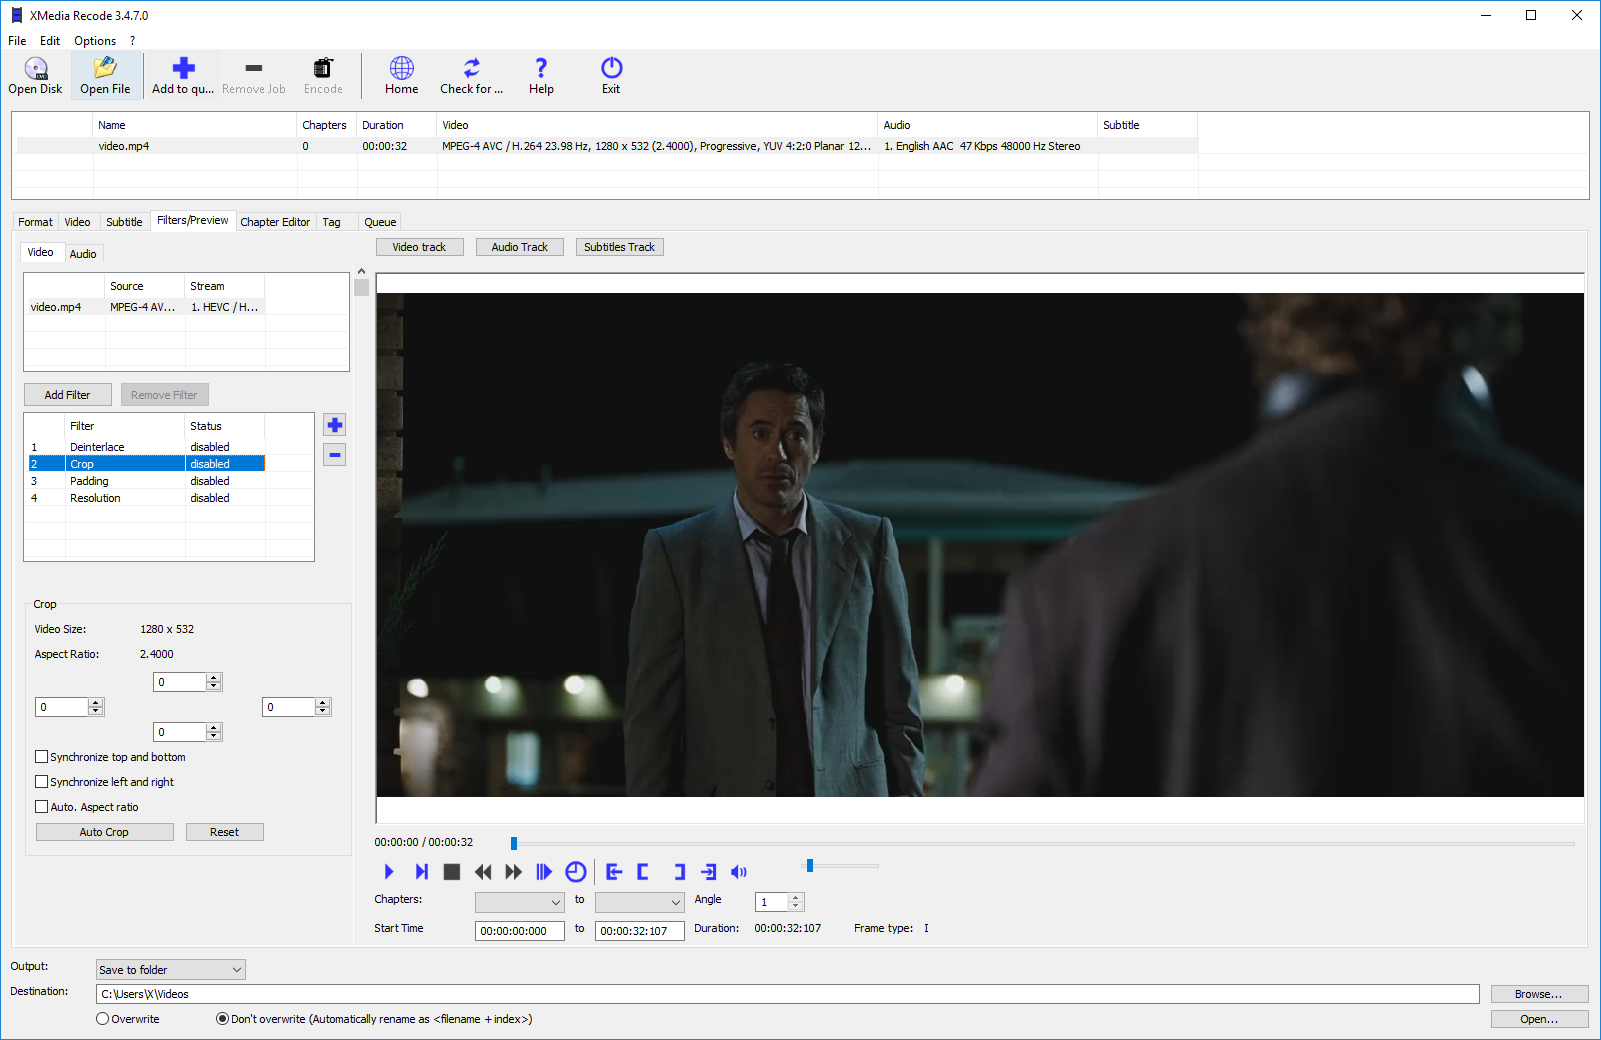 XMedia Recode 3.4.7.0
File Edit Options ?
Open Disk Open File Add to qu... Remove Job Encode Home Check for ... Help Exit
Name Chapters Duration Video Audio Subtitle
video.mp4 0 00:00:32 MPEG-4 AVC / H.264 23.98 Hz, 1280 x 532 (2.4000), Progressive, YUV 4:2:0 Planar 12... 1. English AAC 47 Kbps 48000 Hz Stereo
Format Video Subtitle Filters/Preview Chapter Editor Tag Queue
Video Audio
Video track Audio Track Subtitles Track
Source Stream
video.mp4 MPEG-4 AV... 1. HEVC / H...
Add Filter Remove Filter
Filter Status
1 Deinterlace disabled
2 Crop disabled
3 Padding disabled
4 Resolution disabled
Crop
Video Size: 1280 x 532
Aspect Ratio: 2.4000
0
0 0
0
Synchronize top and bottom
Synchronize left and right
Auto. Aspect ratio
Auto Crop Reset
00:00:00 / 00:00:32
Chapters: to Angle 1
Start Time 00:00:00:000 to 00:00:32:107 Duration: 00:00:32:107 Frame type: I
Output: Save to folder
Destination: C:\Users\X\Videos Browse...
Overwrite Don't overwrite (Automatically rename as <filename + index>) Open...